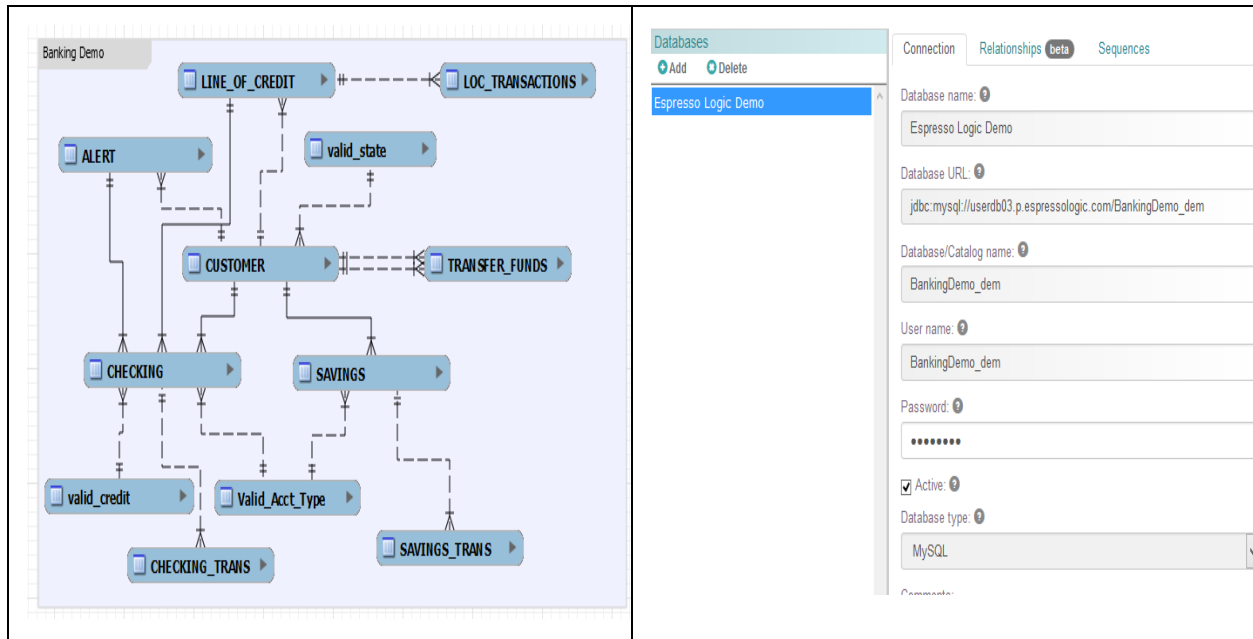 Banking Demo
LINE_OF_CREDIT
LOC_TRANSACTIONS
ALERT
valid_state
CUSTOMER
TRANSFER_FUNDS
CHECKING
SAVINGS
valid_credit
Valid_Acct_Type
CHECKING_TRANS
SAVINGS_TRANS
Databases
Add Delete
Espresso Logic Demo
Connection Relationships beta Sequences
Database name:
Espresso Logic Demo
Database URL:
jdbc:mysql://userdb03.p.espressologic.com/BankingDemo_dem
Database/Catalog name:
BankingDemo_dem
User name:
BankingDemo_dem
Password:
••••••••
Active:
Database type:
MySQL